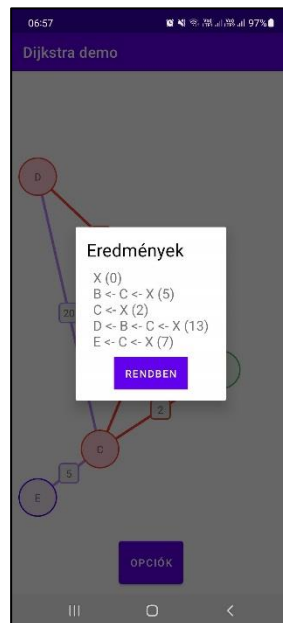 06:57
97%
Dijkstra demo
D
Eredmények
X (0)
B <- C <- X (5)
C <- X (2)
D <- B <- C <- X (13)
E <- C <- X (7)
20
RENDBEN
2
C
5
E
OPCIÓK